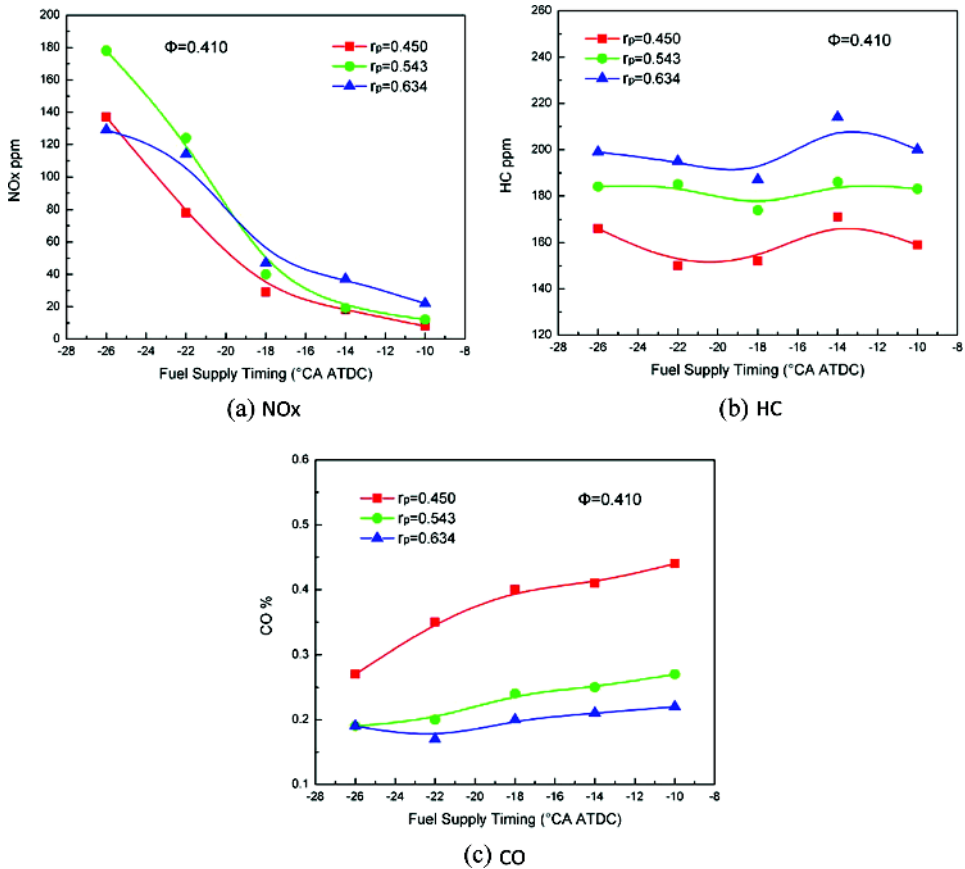 180
160
140
120
100
80
60
40
20
0
NOx ppm
Φ=0.410
rp=0.450
rp=0.543
rp=0.634
-28 -26 -24 -22 -20 -18 -16 -14 -12 -10 -8
Fuel Supply Timing (°CA ATDC)
(a) NOx
260
240
220
200
180
160
140
120
HC ppm
rp=0.450
rp=0.543
rp=0.634
Φ=0.410
-28 -26 -24 -22 -20 -18 -16 -14 -12 -10 -8
Fuel Supply Timing (°CA ATDC)
(b) HC
0.6
0.5
0.4
0.3
0.2
0.1
CO %
rp=0.450
rp=0.543
rp=0.634
Φ=0.410
-28 -26 -24 -22 -20 -18 -16 -14 -12 -10 -8
Fuel Supply Timing (°CA ATDC)
(c) CO